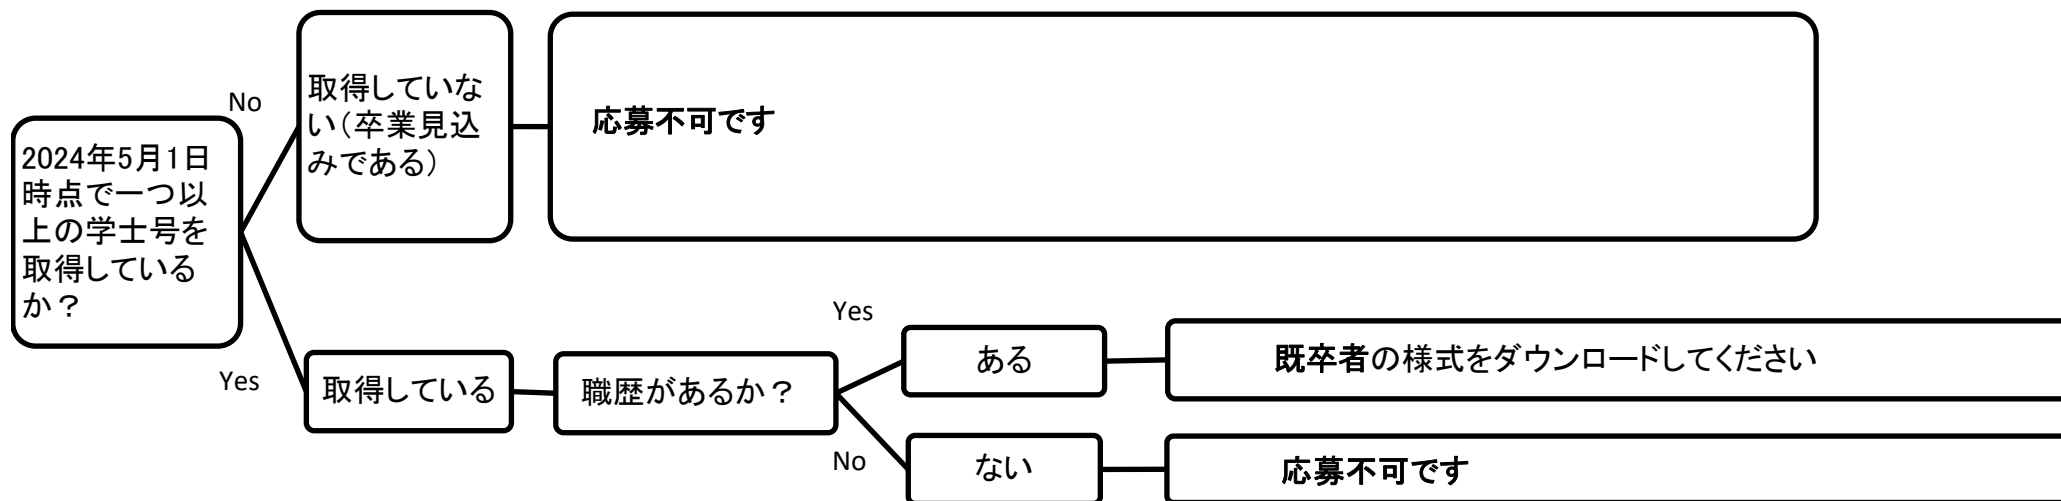 No
取得していな
い（卒業見込
みである）
応募不可です
2024年5月1日
時点で一つ以
上の学士号を
取得している
か？
Yes
取得している
職歴があるか？
Yes
ある
既卒者の様式をダウンロードしてください
No
ない
応募不可です